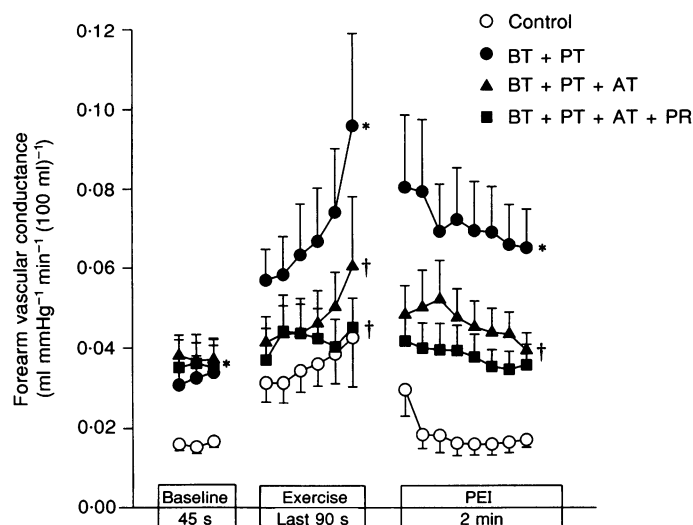 0·12
0·10
0·08
0·06
0·04
0·02
0·00
Forearm vascular conductance
(ml mmHg⁻¹ min⁻¹ (100 ml)⁻¹)
Control
BT + PT
BT + PT + AT
BT + PT + AT + PR
*
*
†
†
*
†
Baseline
45 s
Exercise
Last 90 s
PEI
2 min